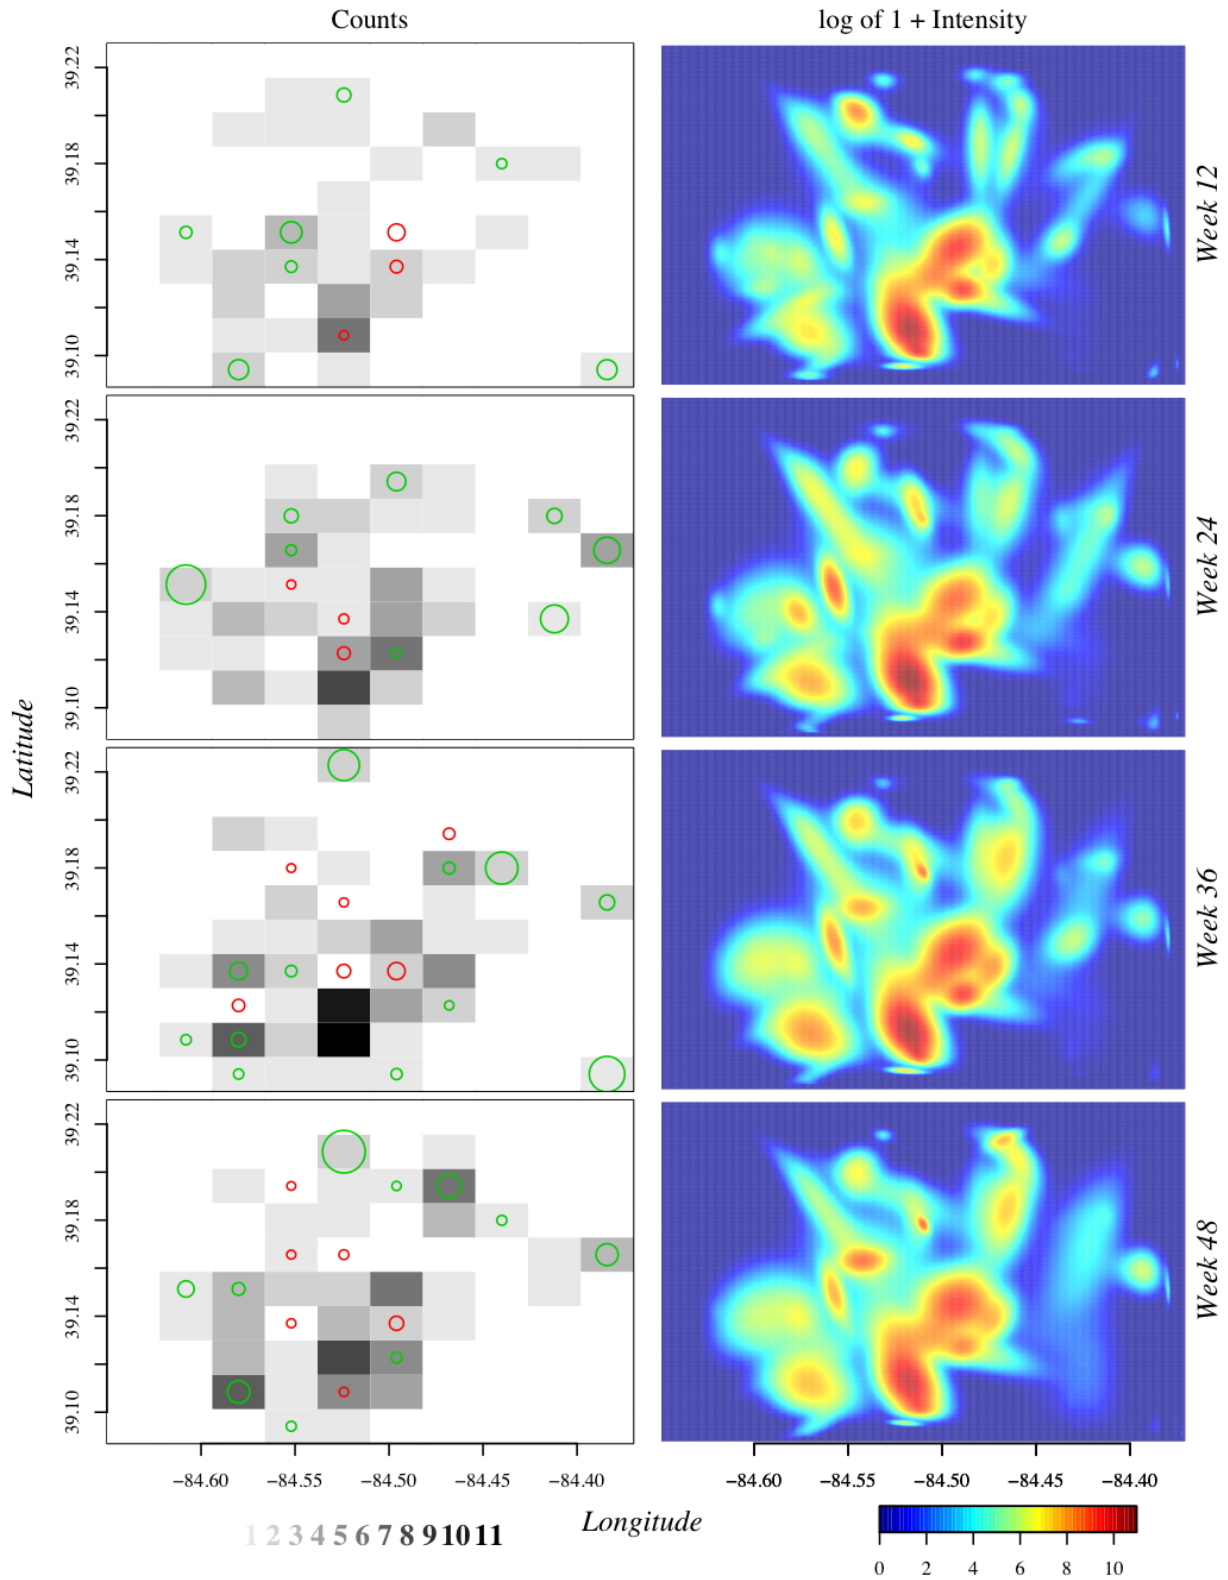 Counts
log of 1 + Intensity
39.22
39.18
39.14
39.10
Week 12
39.22
39.18
39.14
39.10
Week 24
Latitude
39.22
39.18
39.14
39.10
Week 36
39.22
39.18
39.14
39.10
Week 48
−84.60 −84.55 −84.50 −84.45 −84.40
−84.60 −84.55 −84.50 −84.45 −84.40
Longitude
1 2 3 4 5 6 7 8 9 10 11
0 2 4 6 8 10